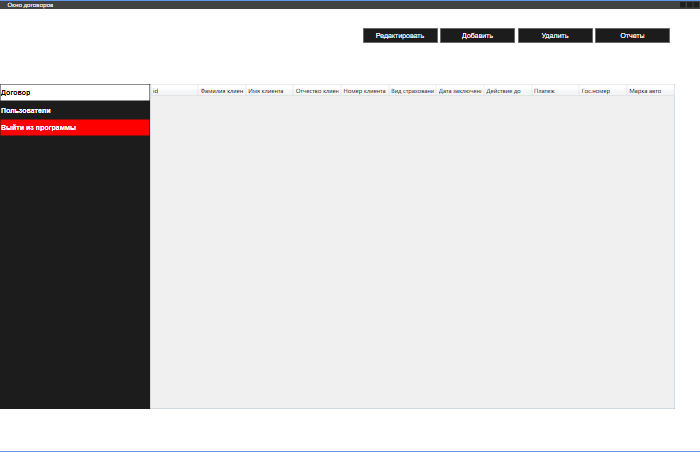 Окно договоров
Редактировать Добавить Удалить Отчеты
Договор
id Фамилия клиен Имя клиента Отчество клиен Номер клиента Вид страховани Дата заключени Действие до Платеж Гос.номер Марка авто
Пользователи
Выйти из программы